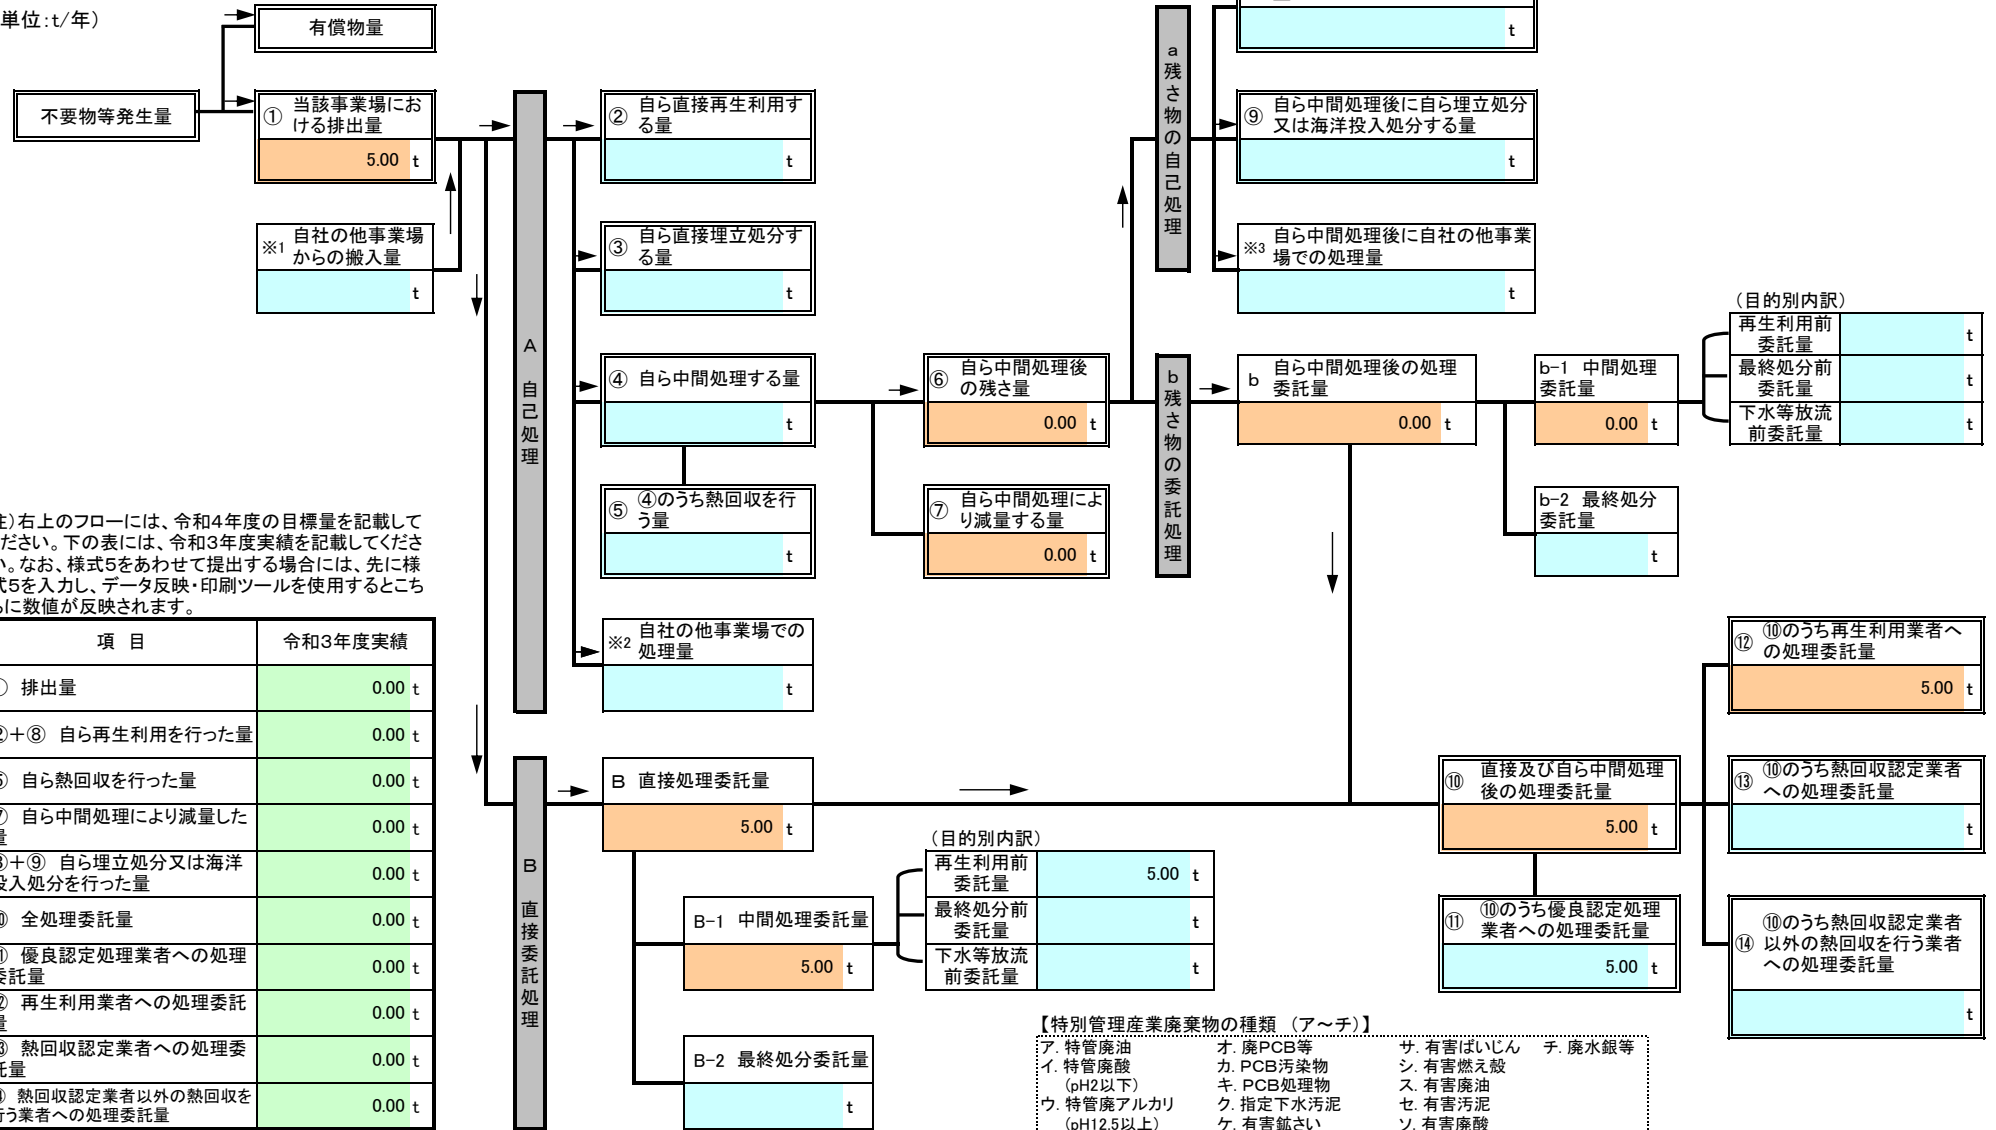 単位:t/年)
有償物量
t
不要物等発生量
① 当該事業場にお
ける排出量
5.00 t
※1 自社の他事業場
からの搬入量
t
A 自己処理
② 自ら直接再生利用す
る量
t
③ 自ら直接埋立処分す
る量
t
④ 自ら中間処理する量
t
⑤ ④のうち熱回収を行
う量
t
※2 自社の他事業場での
処理量
t
⑥ 自ら中間処理後
の残さ量
0.00 t
⑦ 自ら中間処理によ
り減量する量
0.00 t
a残さ物の自己処理
⑨ 自ら中間処理後に自ら埋立処分
又は海洋投入処分する量
t
※3 自ら中間処理後に自社の他事業
場での処理量
t
b残さ物の委託処理
b 自ら中間処理後の処理
委託量
0.00 t
b-1 中間処理
委託量
0.00 t
b-2 最終処分
委託量
t
(目的別内訳)
再生利用前
委託量
t
最終処分前
委託量
t
下水等放流
前委託量
t
注)右上のフローには、令和4年度の目標量を記載して
ださい。下の表には、令和3年度実績を記載してくださ
い。なお、様式5をあわせて提出する場合には、先に様
式5を入力し、データ反映・印刷ツールを使用するとこち
らに数値が反映されます。
項 目 令和3年度実績
排出量 0.00 t
②+⑧ 自ら再生利用を行った量 0.00 t
⑤ 自ら熱回収を行った量 0.00 t
⑦ 自ら中間処理により減量した
量 0.00 t
③+⑨ 自ら埋立処分又は海洋
投入処分を行った量 0.00 t
⑩ 全処理委託量 0.00 t
⑪ 優良認定処理業者への処理
委託量 0.00 t
⑫ 再生利用業者への処理委託
量 0.00 t
⑬ 熱回収認定業者への処理委
託量 0.00 t
⑭ 熱回収認定業者以外の熱回収を
行う業者への処理委託量 0.00 t
B 直接委託処理
B 直接処理委託量
5.00 t
B-1 中間処理委託量
5.00 t
B-2 最終処分委託量
t
(目的別内訳)
再生利用前
委託量
5.00 t
最終処分前
委託量
t
下水等放流
前委託量
t
⑩ 直接及び自ら中間処理
後の処理委託量
5.00 t
⑪ ⑩のうち優良認定処理
業者への処理委託量
5.00 t
⑫ ⑩のうち再生利用業者へ
の処理委託量
5.00 t
⑬ ⑩のうち熱回収認定業者
への処理委託量
t
⑭ ⑩のうち熱回収認定業者
以外の熱回収を行う業者
への処理委託量
t
【特別管理産業廃棄物の種類 (ア〜チ)】
ア. 特管廃油 オ. 廃PCB等 サ. 有害ばいじん チ. 廃水銀等
イ. 特管廃酸 カ. PCB汚染物 シ. 有害燃え殻
(pH2以下) キ. PCB処理物 ス. 有害廃油
ウ. 特管廃アルカリ ク. 指定下水汚泥 セ. 有害汚泥
(pH12.5以上) ケ. 有害鉱さい ソ. 有害廃酸